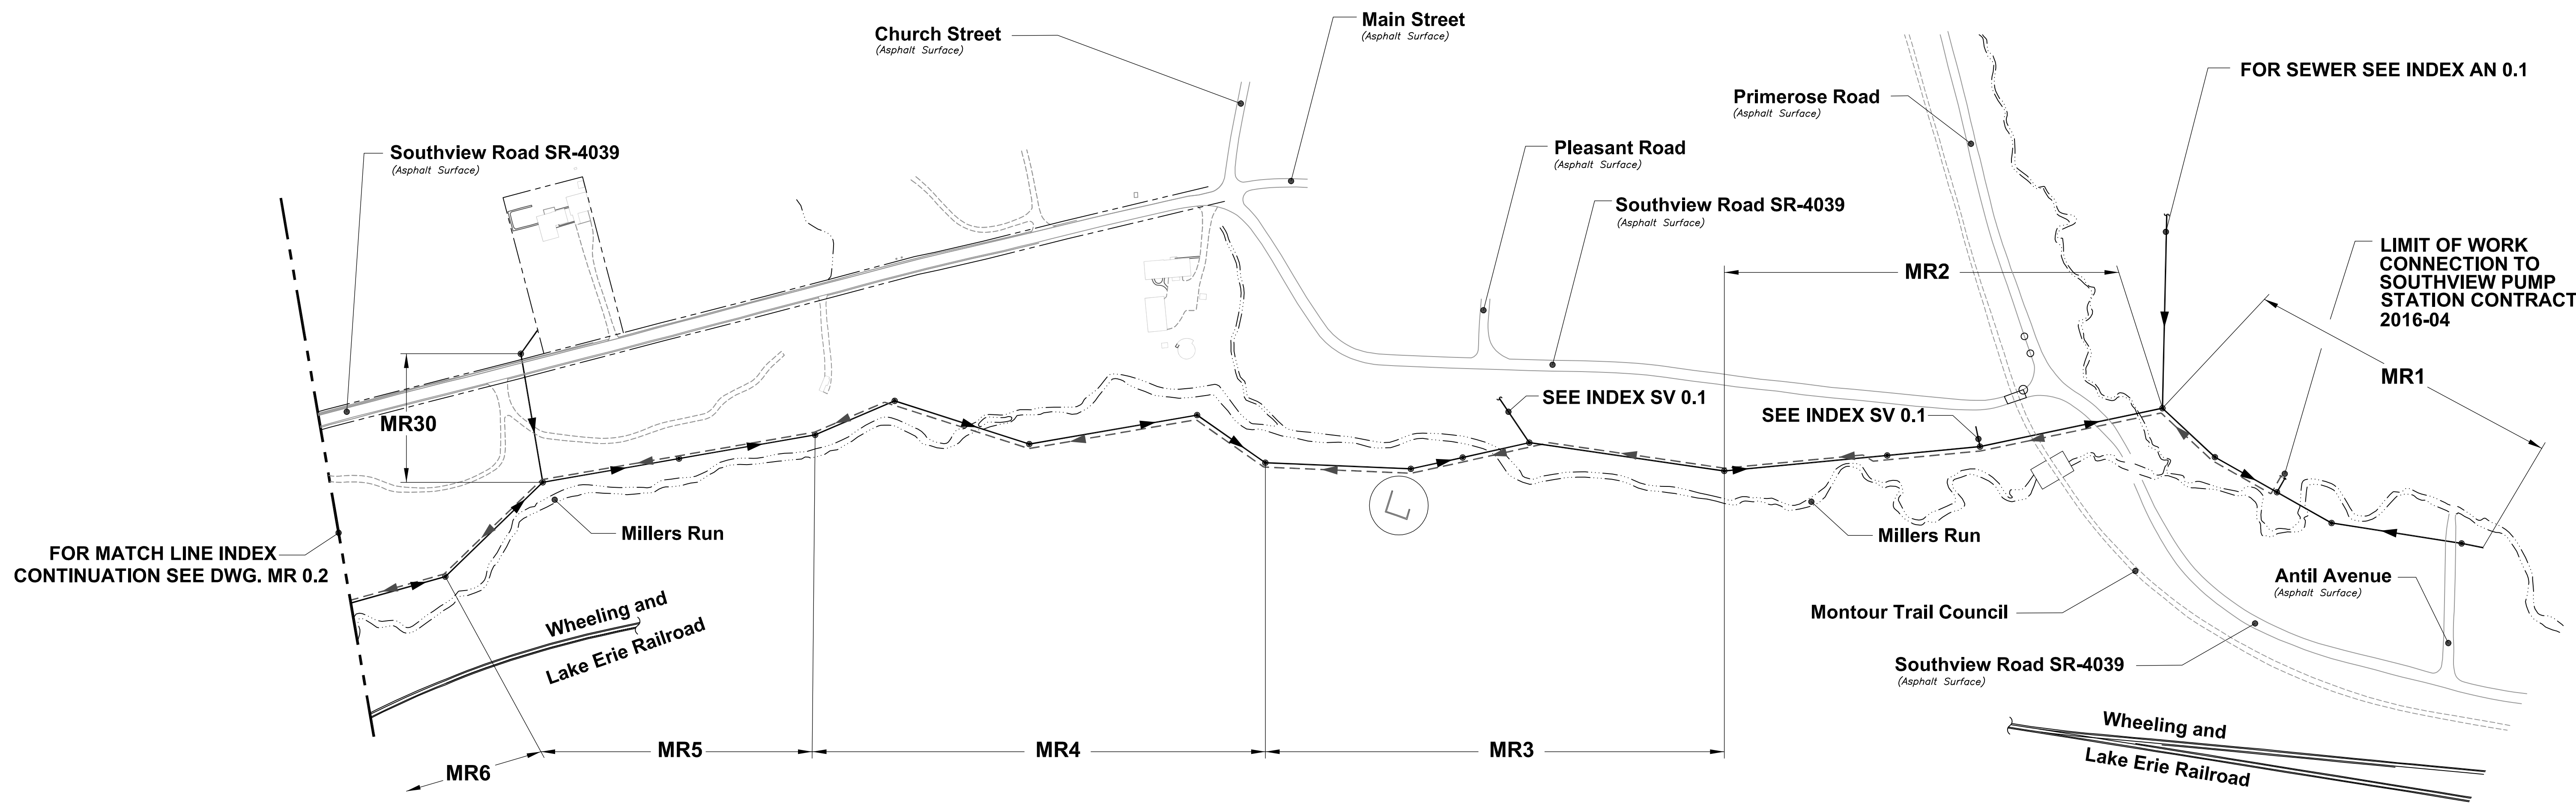 Church Street
(Asphalt Surface)
Main Street
(Asphalt Surface)
FOR SEWER SEE INDEX AN 0.1
Primerose Road
(Asphalt Surface)
Southview Road SR-4039
(Asphalt Surface)
Pleasant Road
(Asphalt Surface)
Southview Road SR-4039
(Asphalt Surface)
LIMIT OF WORK
CONNECTION TO
SOUTHVIEW PUMP
STATION CONTRACT
2016-04
MR2
MR1
MR30
SEE INDEX SV 0.1
SEE INDEX SV 0.1
Millers Run
Millers Run
FOR MATCH LINE INDEX
CONTINUATION SEE DWG. MR 0.2
Antil Avenue
(Asphalt Surface)
Montour Trail Council
Southview Road SR-4039
(Asphalt Surface)
Wheeling and
Lake Erie Railroad
Wheeling and
Lake Erie Railroad
MR6
MR5
MR4
MR3